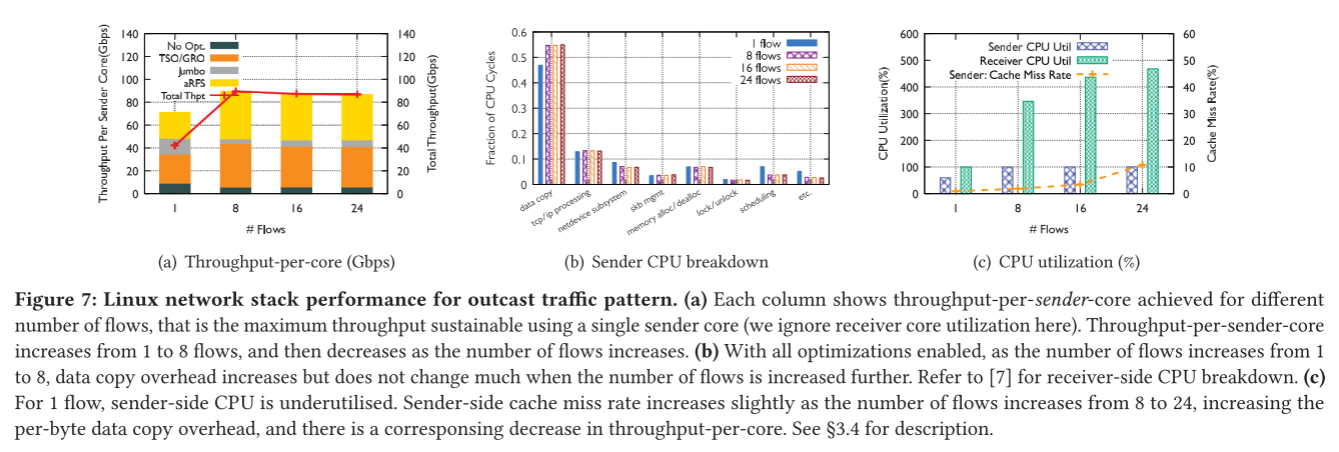 140
120
100
80
60
40
20
0
Throughput Per Sender Core(Gbps)
No Opt.
TSO/GRO
Jumbo
aRFS
Total Thpt
140
120
100
80
60
40
20
0
Total Throughput(Gbps)
1 8 16 24
# Flows
(a) Throughput-per-core (Gbps)
0.6
0.5
0.4
0.3
0.2
0.1
0
Fraction of CPU Cycles
1 flow
8 flows
16 flows
24 flows
data copy
tcp/ip processing
netdevice subsystem
skb mgmt
memory alloc/dealloc
lock/unlock
scheduling
etc.
(b) Sender CPU breakdown
600
500
400
300
200
100
0
CPU Utilization(%)
Sender CPU Util
Receiver CPU Util
Sender: Cache Miss Rate
60
50
40
30
20
10
0
Cache Miss Rate(%)
1 8 16 24
# Flows
(c) CPU utilization (%)
Figure 7: Linux network stack performance for outcast traffic pattern. (a) Each column shows throughput-per-sender-core achieved for different
number of flows, that is the maximum throughput sustainable using a single sender core (we ignore receiver core utilization here). Throughput-per-sender-core
increases from 1 to 8 flows, and then decreases as the number of flows increases. (b) With all optimizations enabled, as the number of flows increases from 1
to 8, data copy overhead increases but does not change much when the number of flows is increased further. Refer to [7] for receiver-side CPU breakdown. (c)
For 1 flow, sender-side CPU is underutilised. Sender-side cache miss rate increases slightly as the number of flows increases from 8 to 24, increasing the
per-byte data copy overhead, and there is a corresponsing decrease in throughput-per-core. See §3.4 for description.